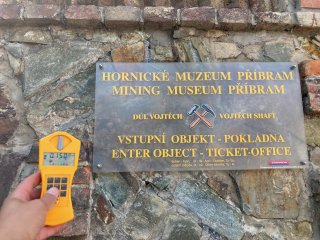 HORNICKÉ MUZEUM PŘÍBRAM
MINING MUSEUM PŘÍBRAM
DŮL VOJTĚCH VOJTĚCH SHAFT
VSTUPNÍ OBJEKT - POKLADNA
ENTER OBJECT - TICKET-OFFICE